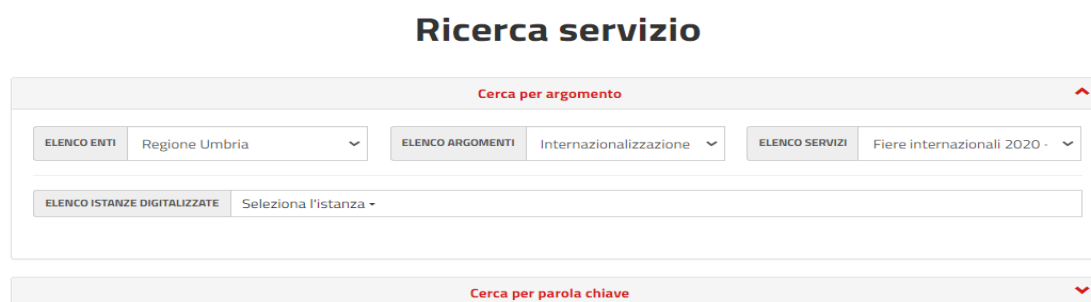 Ricerca servizio
Cerca per argomento
ELENCO ENTI Regione Umbria ELENCO ARGOMENTI Internazionalizzazione ELENCO SERVIZI Fiere internazionali 2020 -
ELENCO ISTANZE DIGITALIZZATE Seleziona l'istanza
Cerca per parola chiave